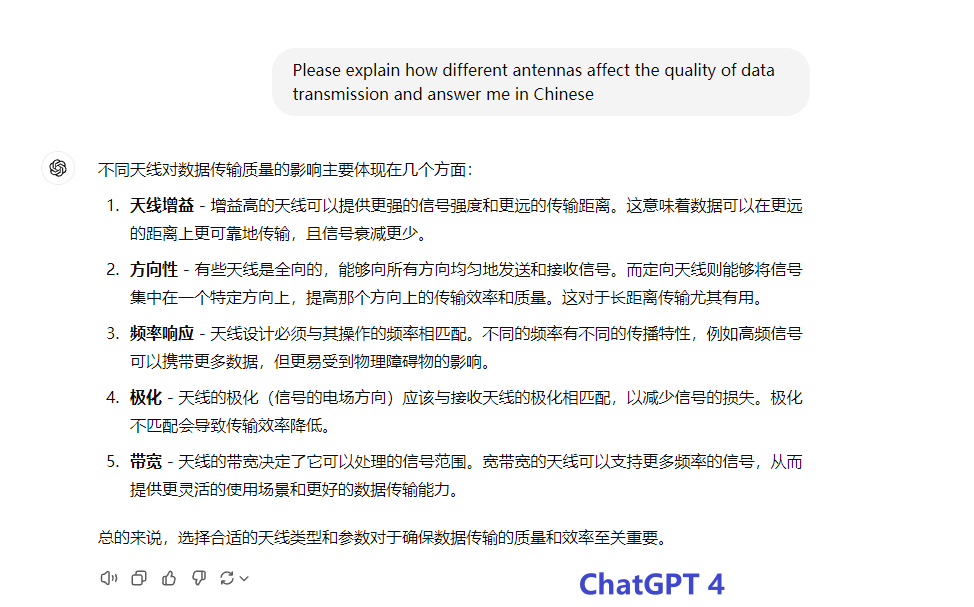 Please explain how different antennas affect the quality of data
transmission and answer me in Chinese
不同天线对数据传输质量的影响主要体现在几个方面：
1. 天线增益 - 增益高的天线可以提供更强的信号强度和更远的传输距离。这意味着数据可以在更远
的距离上更可靠地传输，且信号衰减更少。
2. 方向性 - 有些天线是全向的，能够向所有方向均匀地发送和接收信号。而定向天线则能够将信号
集中在一个特定方向上，提高那个方向上的传输效率和质量。这对于长距离传输尤其有用。
3. 频率响应 - 天线设计必须与其操作的频率相匹配。不同的频率有不同的传播特性，例如高频信号
可以携带更多数据，但更易受到物理障碍物的影响。
4. 极化 - 天线的极化（信号的电场方向）应该与接收天线的极化相匹配，以减少信号的损失。极化
不匹配会导致传输效率降低。
5. 带宽 - 天线的带宽决定了它可以处理的信号范围。宽带宽的天线可以支持更多频率的信号，从而
提供更灵活的使用场景和更好的数据传输能力。
总的来说，选择合适的天线类型和参数对于确保数据传输的质量和效率至关重要。
ChatGPT 4